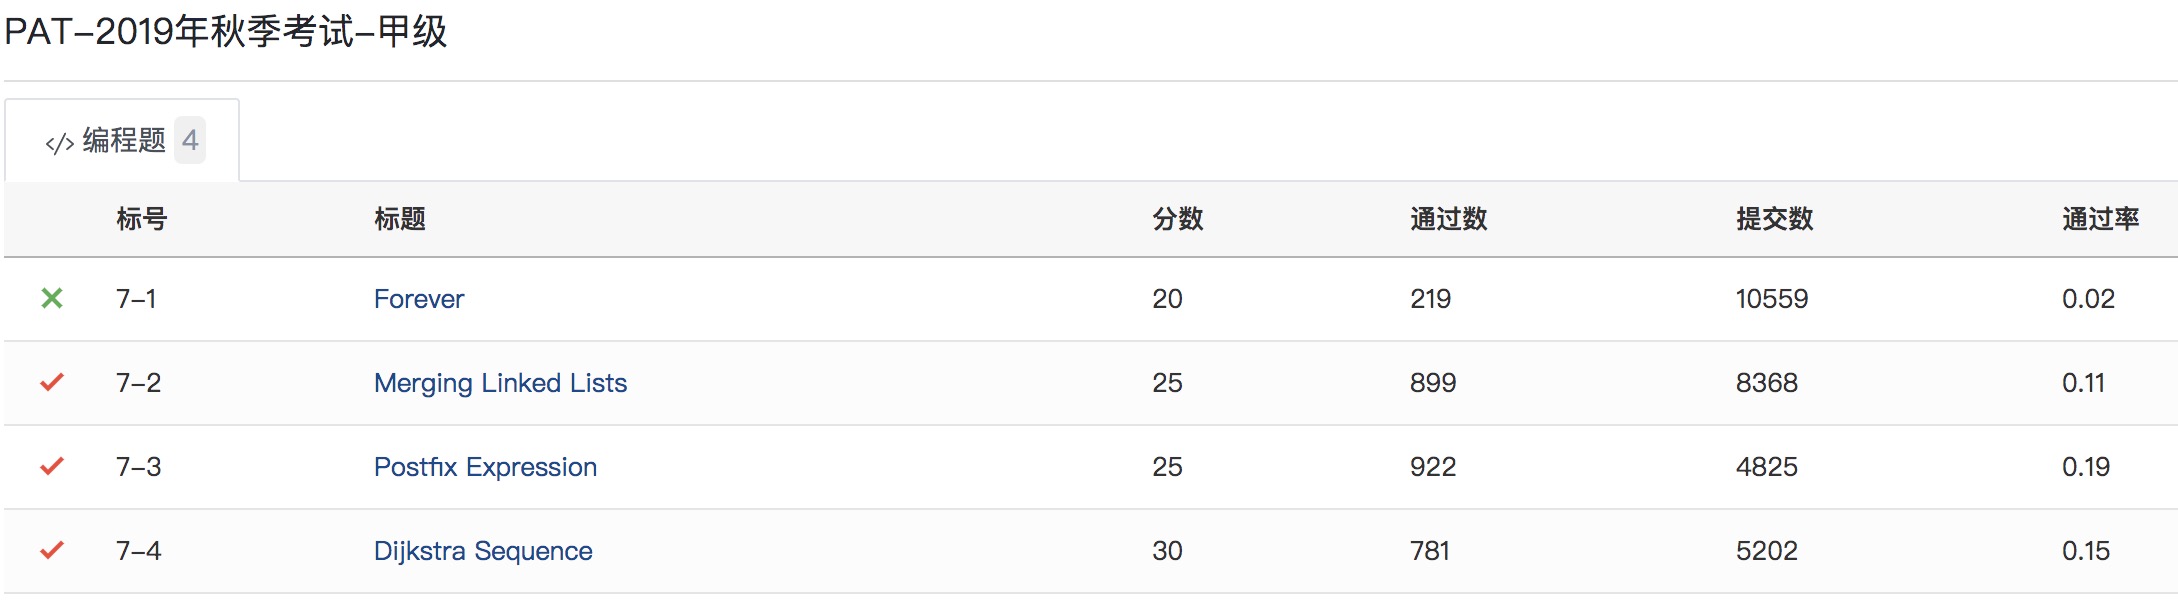 PAT-2019年秋季考试-甲级
</> 编程题 4
标号 标题 分数 通过数 提交数 通过率
7-1 Forever 20 219 10559 0.02
7-2 Merging Linked Lists 25 899 8368 0.11
7-3 Postfix Expression 25 922 4825 0.19
7-4 Dijkstra Sequence 30 781 5202 0.15